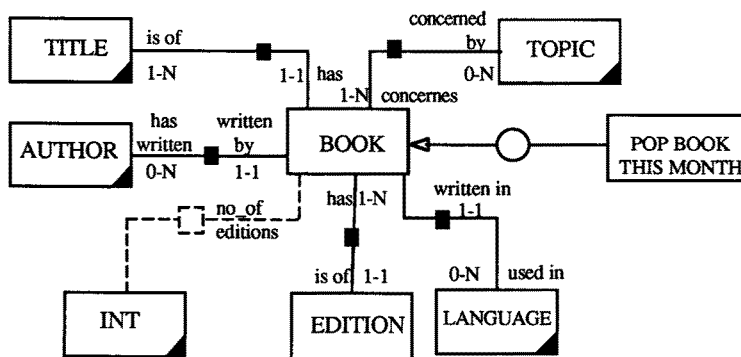 concerned
TITLE
is of
by
TOPIC
1-N
1-1
has
0-N
1-N
concernes
has
written
AUTHOR
written
by
BOOK
POP BOOK
THIS MONTH
0-N
1-1
written in
1-1
no_of
editions
has
1-N
is of
1-1
0-N
used in
INT
EDITION
LANGUAGE